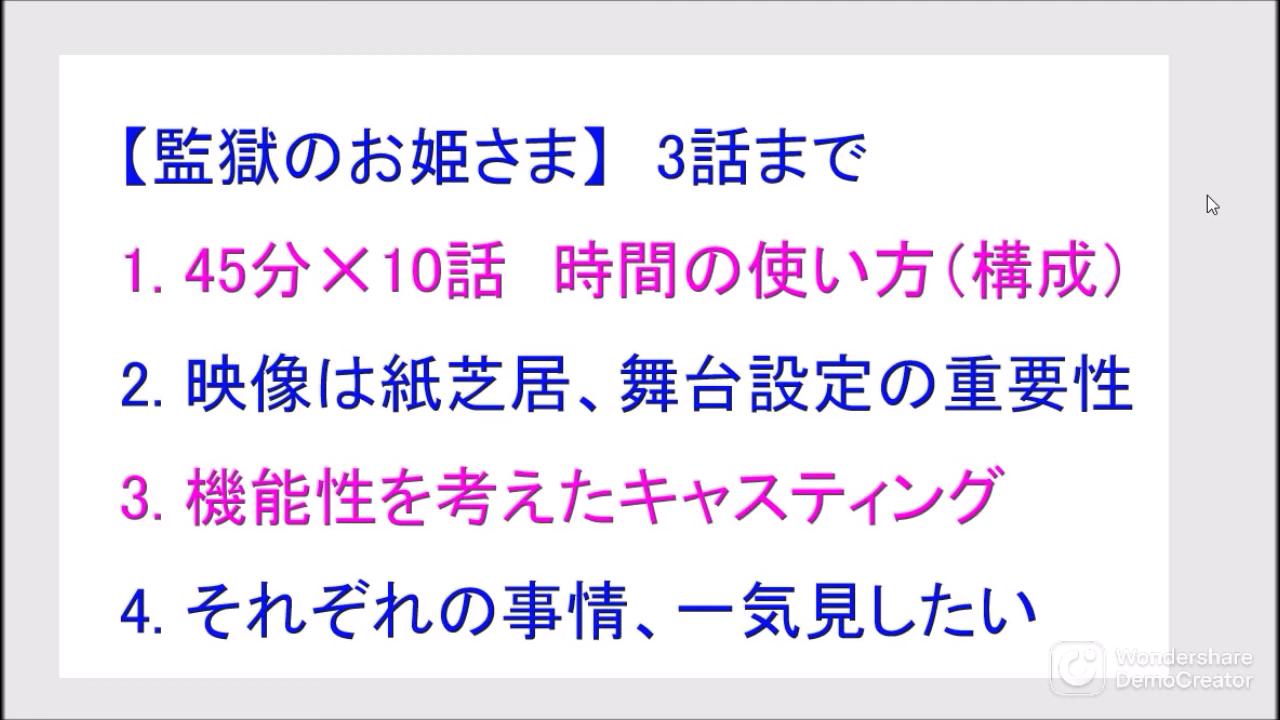 【監獄のお姫さま】 3話まで
1. 45分×10話 時間の使い方(構成)
2. 映像は紙芝居、舞台設定の重要性
3. 機能性を考えたキャスティング
4. それぞれの事情、一気見したい
Wondershare
DemoCreator